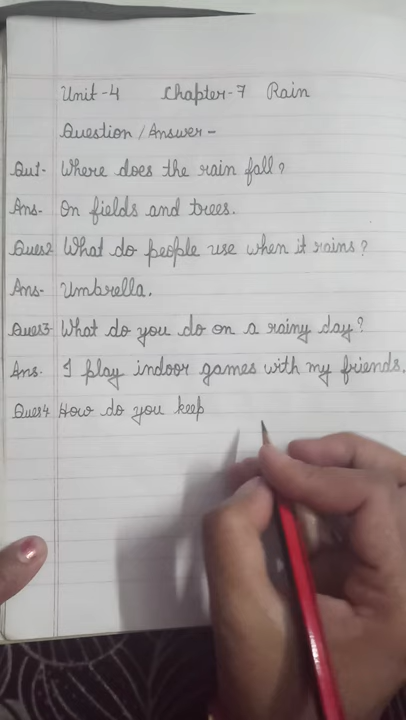 Unit-4 Chapter-7 Rain
Question/Answer-
Qu1- Where does the rain fall?
Ans- On fields and trees.
Ques2 What do people use when it rains?
Ans- Umbrella.
Ques3- What do you do on a rainy day?
Ans- I play indoor games with my friends.
Ques4 How do you keep